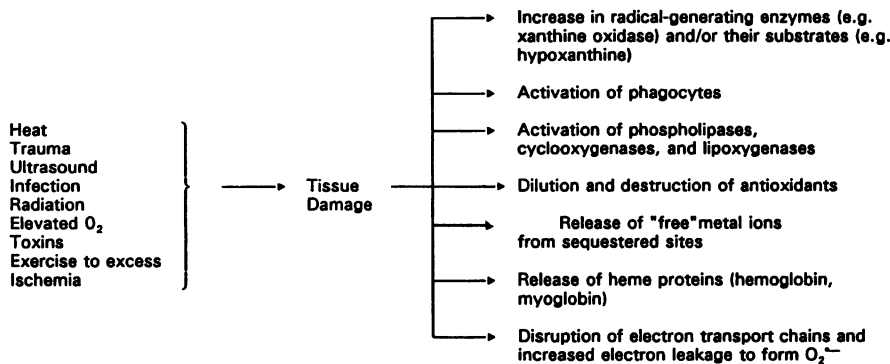 Heat
Trauma
Ultrasound
Infection
Radiation
Elevated O₂
Toxins
Exercise to excess
Ischemia
Tissue
Damage
Increase in radical-generating enzymes (e.g.
xanthine oxidase) and/or their substrates (e.g.
hypoxanthine)
Activation of phagocytes
Activation of phospholipases,
cyclooxygenases, and lipoxygenases
Dilution and destruction of antioxidants
Release of "free"metal ions
from sequestered sites
Release of heme proteins (hemoglobin,
myoglobin)
Disruption of electron transport chains and
increased electron leakage to form O₂•—